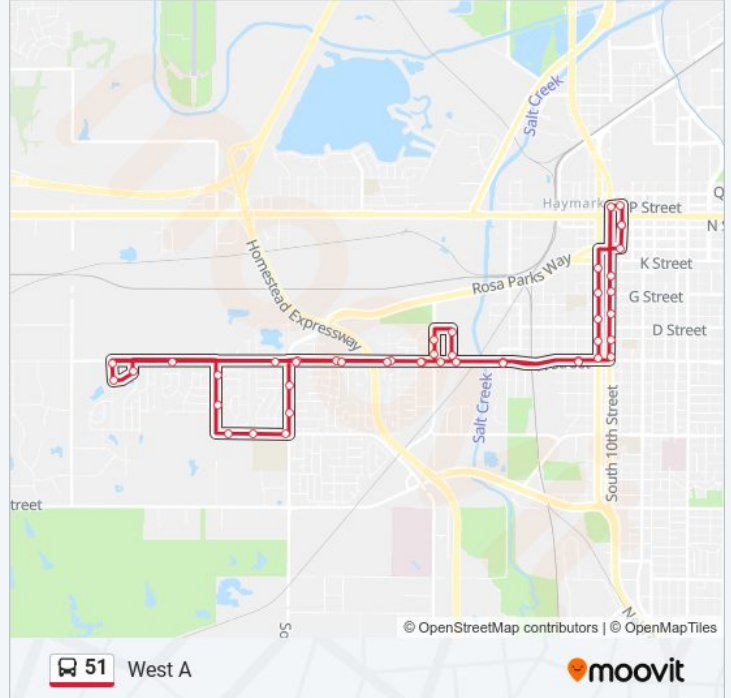 Salt Creek
Haymark
P Street
Q
N S
K Street
Rosa Parks Way
G Street
D Street
Homestead Expressway
Salt Creek
South 10th Street
treet
So
N
© OpenStreetMap contributors | © OpenMapTiles
51 West A
moovit